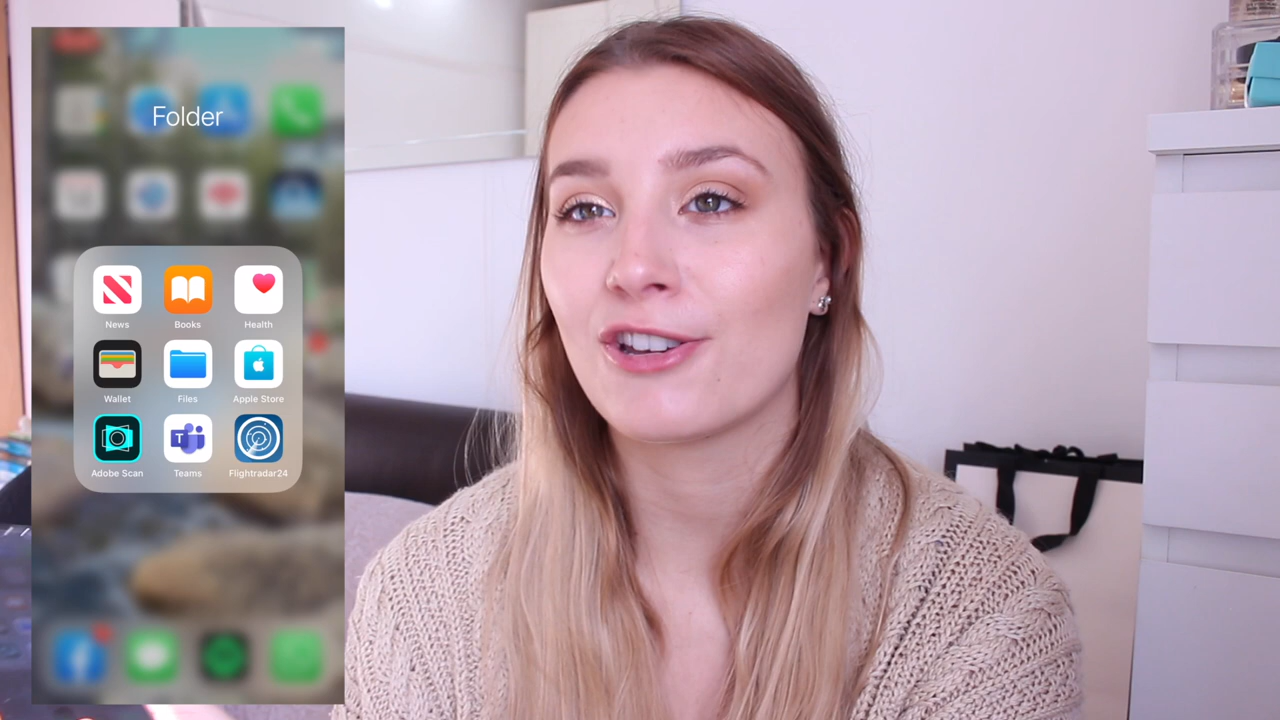 Folder
News Books Health
Wallet Files Apple Store
Adobe Scan Teams Flightradar24